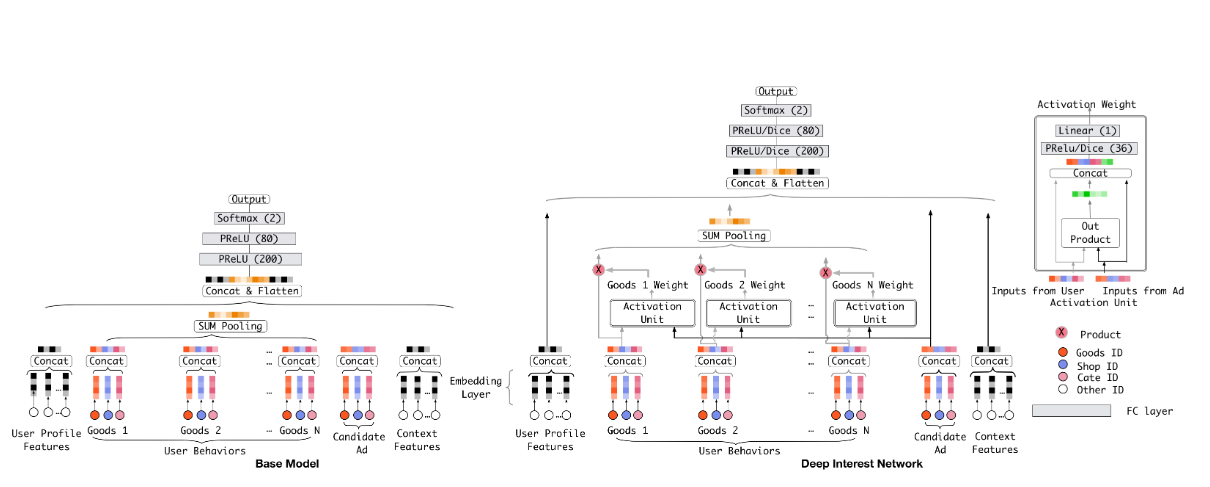 Output
Softmax (2)
PReLU (80)
PReLU (200)
Concat & Flatten
SUM Pooling
Concat
Concat
Concat
...
Concat
Concat
Concat
...
...
...
...
User Profile
Features
Goods 1
Goods 2
...
Goods N
Candidate
Ad
Context
Features
User Behaviors
Base Model
Embedding
Layer
Output
Softmax (2)
PReLU/Dice (80)
PReLU/Dice (200)
Concat & Flatten
SUM Pooling
X
X
X
Goods 1 Weight
Goods 2 Weight
Goods N Weight
Activation
Unit
Activation
Unit
...
Activation
Unit
Concat
Concat
Concat
...
Concat
Concat
Concat
...
...
...
...
...
User Profile
Features
Goods 1
Goods 2
...
Goods N
Candidate
Ad
Context
Features
User Behaviors
Deep Interest Network
Activation Weight
Linear (1)
PRelu/Dice (36)
Concat
Out
Product
Inputs from User
Inputs from Ad
Activation Unit
X Product
Goods ID
Shop ID
Cate ID
Other ID
FC layer